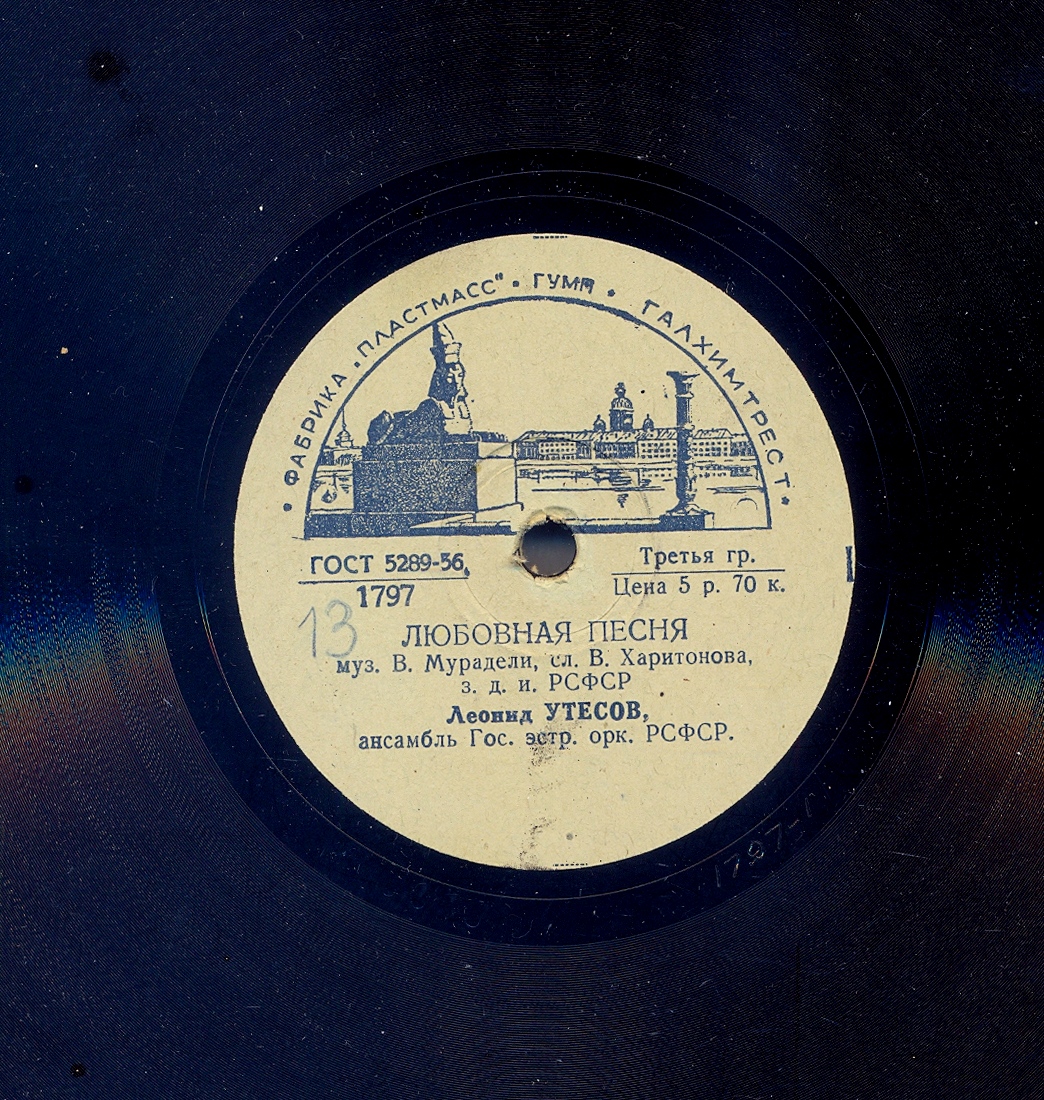 • ФАБРИКА „ПЛАСТМАСС" • ГУМП • ГАЛХИМТРЕСТ •
ГОСТ 5289-56
1797
Третья гр.
Цена 5 р. 70 к.
13
ЛЮБОВНАЯ ПЕСНЯ
муз. В. Мурадели, сл. В. Харитонова,
з. д. и. РСФСР
Леонид УТЕСОВ,
ансамбль Гос. эстр. орк. РСФСР.